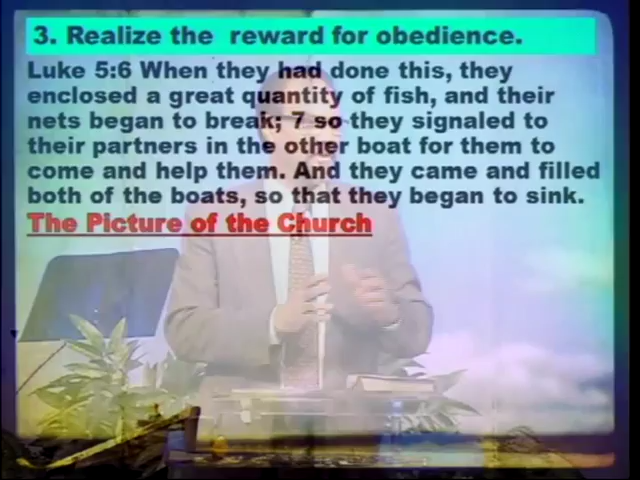 3. Realize the reward for obedience.
Luke 5:6 When they had done this, they
enclosed a great quantity of fish, and their
nets began to break; 7 so they signaled to
their partners in the other boat for them to
come and help them. And they came and filled
both of the boats, so that they began to sink.
The Picture of the Church